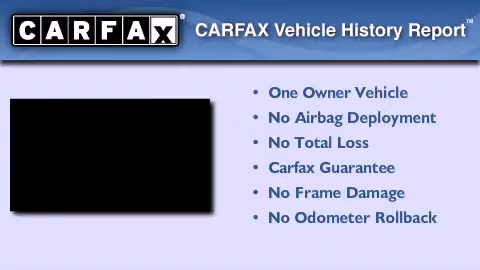 CARFAX® CARFAX Vehicle History Report™
• One Owner Vehicle
• No Airbag Deployment
• No Total Loss
• Carfax Guarantee
• No Frame Damage
• No Odometer Rollback